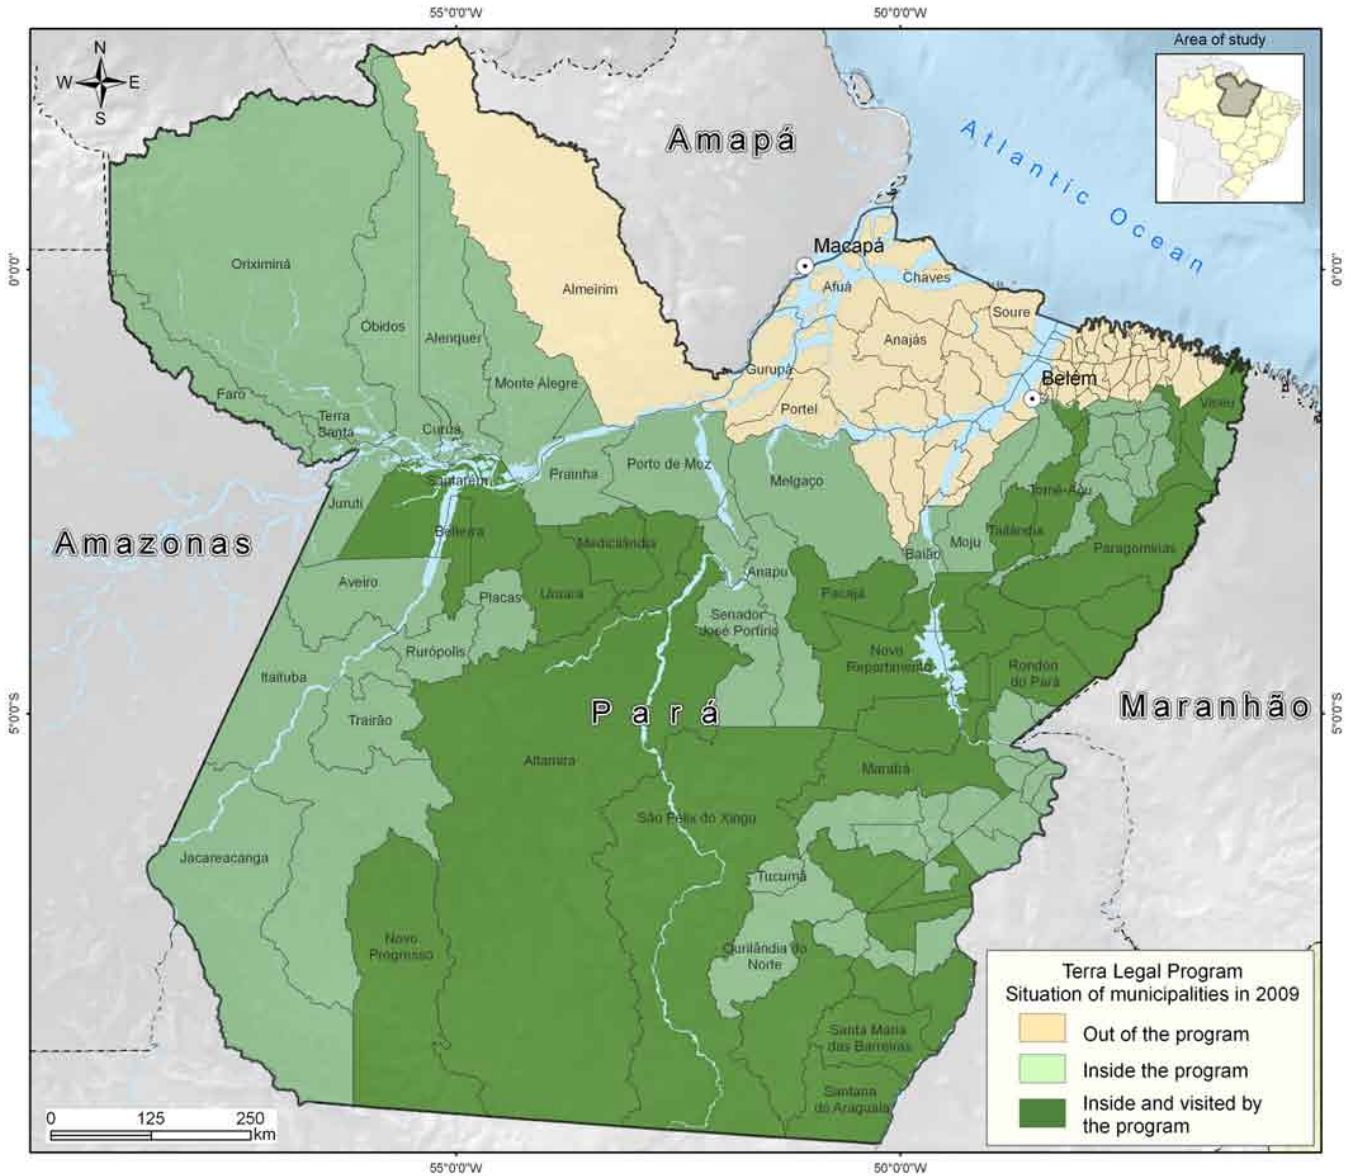 55°0'0"W
50°0'0"W
Area of study
N
W
E
S
Amapá
Atlantic Ocean
0°0'0"
0°0'0"
Macapá
Oriximiná
Almeirim
Afuá
Chaves
Soure
Óbidos
Alenquer
Anajás
Monte Alegre
Gurupá
Belém
Faro
Portel
Viseu
Terra
Santa
Curuá
Santarém
Prainha
Porto de Moz
Melgaço
Juruti
Tomé-Açu
Amazonas
Belterra
Medicilândia
Tailândia
Moju
Baião
Paragominas
Aveiro
Anapu
Placas
Uruará
Pacajá
Senador
José Porfírio
Rurópolis
Novo
Repartimento
Rondon
do Pará
Itaituba
Trairão
Pará
Maranhão
5°0'0"S
5°0'0"S
Altamira
Marabá
São Félix do Xingu
Jacareacanga
Tucumã
Novo
Progresso
Ourilândia do
Norte
Santa Maria
das Barreiras
Santana
do Araguaia
Terra Legal Program
Situation of municipalities in 2009
Out of the program
Inside the program
Inside and visited by
the program
0
125
250
km
55°0'0"W
50°0'0"W